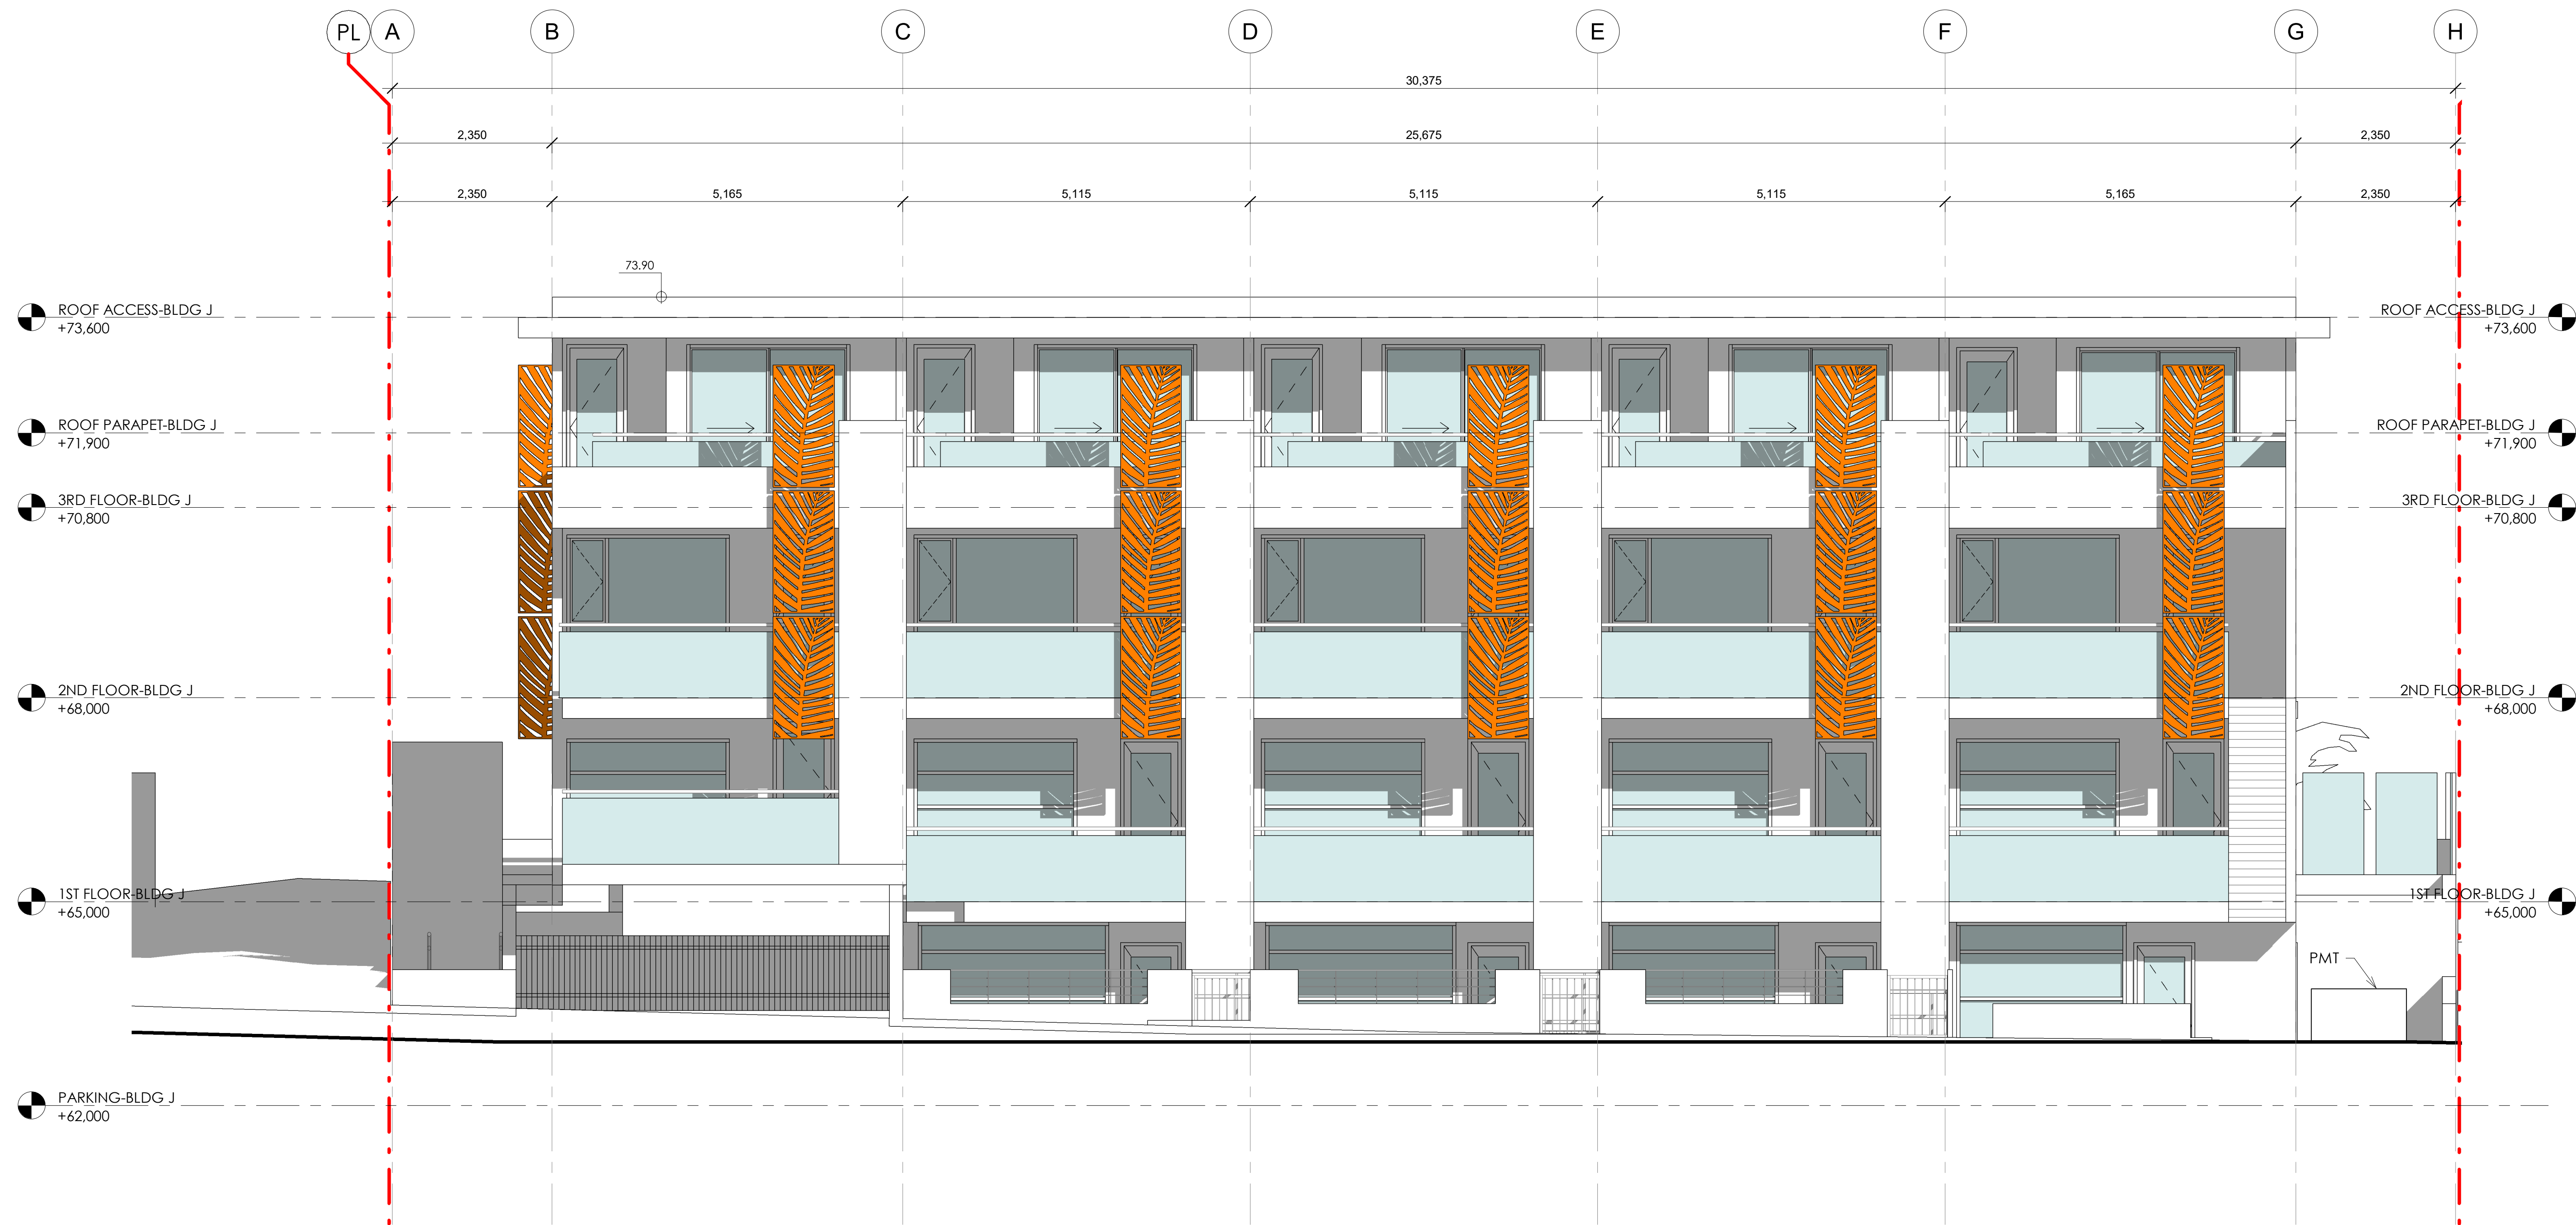 PL A B C D E F G H
30,375
2,350 25,675 2,350
2,350 5,165 5,115 5,115 5,115 5,165 2,350
73.90
ROOF ACCESS-BLDG J ROOF ACCESS-BLDG J
+73,600 +73,600
ROOF PARAPET-BLDG J ROOF PARAPET-BLDG J
+71,900 +71,900
3RD FLOOR-BLDG J 3RD FLOOR-BLDG J
+70,800 +70,800
2ND FLOOR-BLDG J 2ND FLOOR-BLDG J
+68,000 +68,000
1ST FLOOR-BLDG J 1ST FLOOR-BLDG J
+65,000 +65,000
PMT
PARKING-BLDG J
+62,000